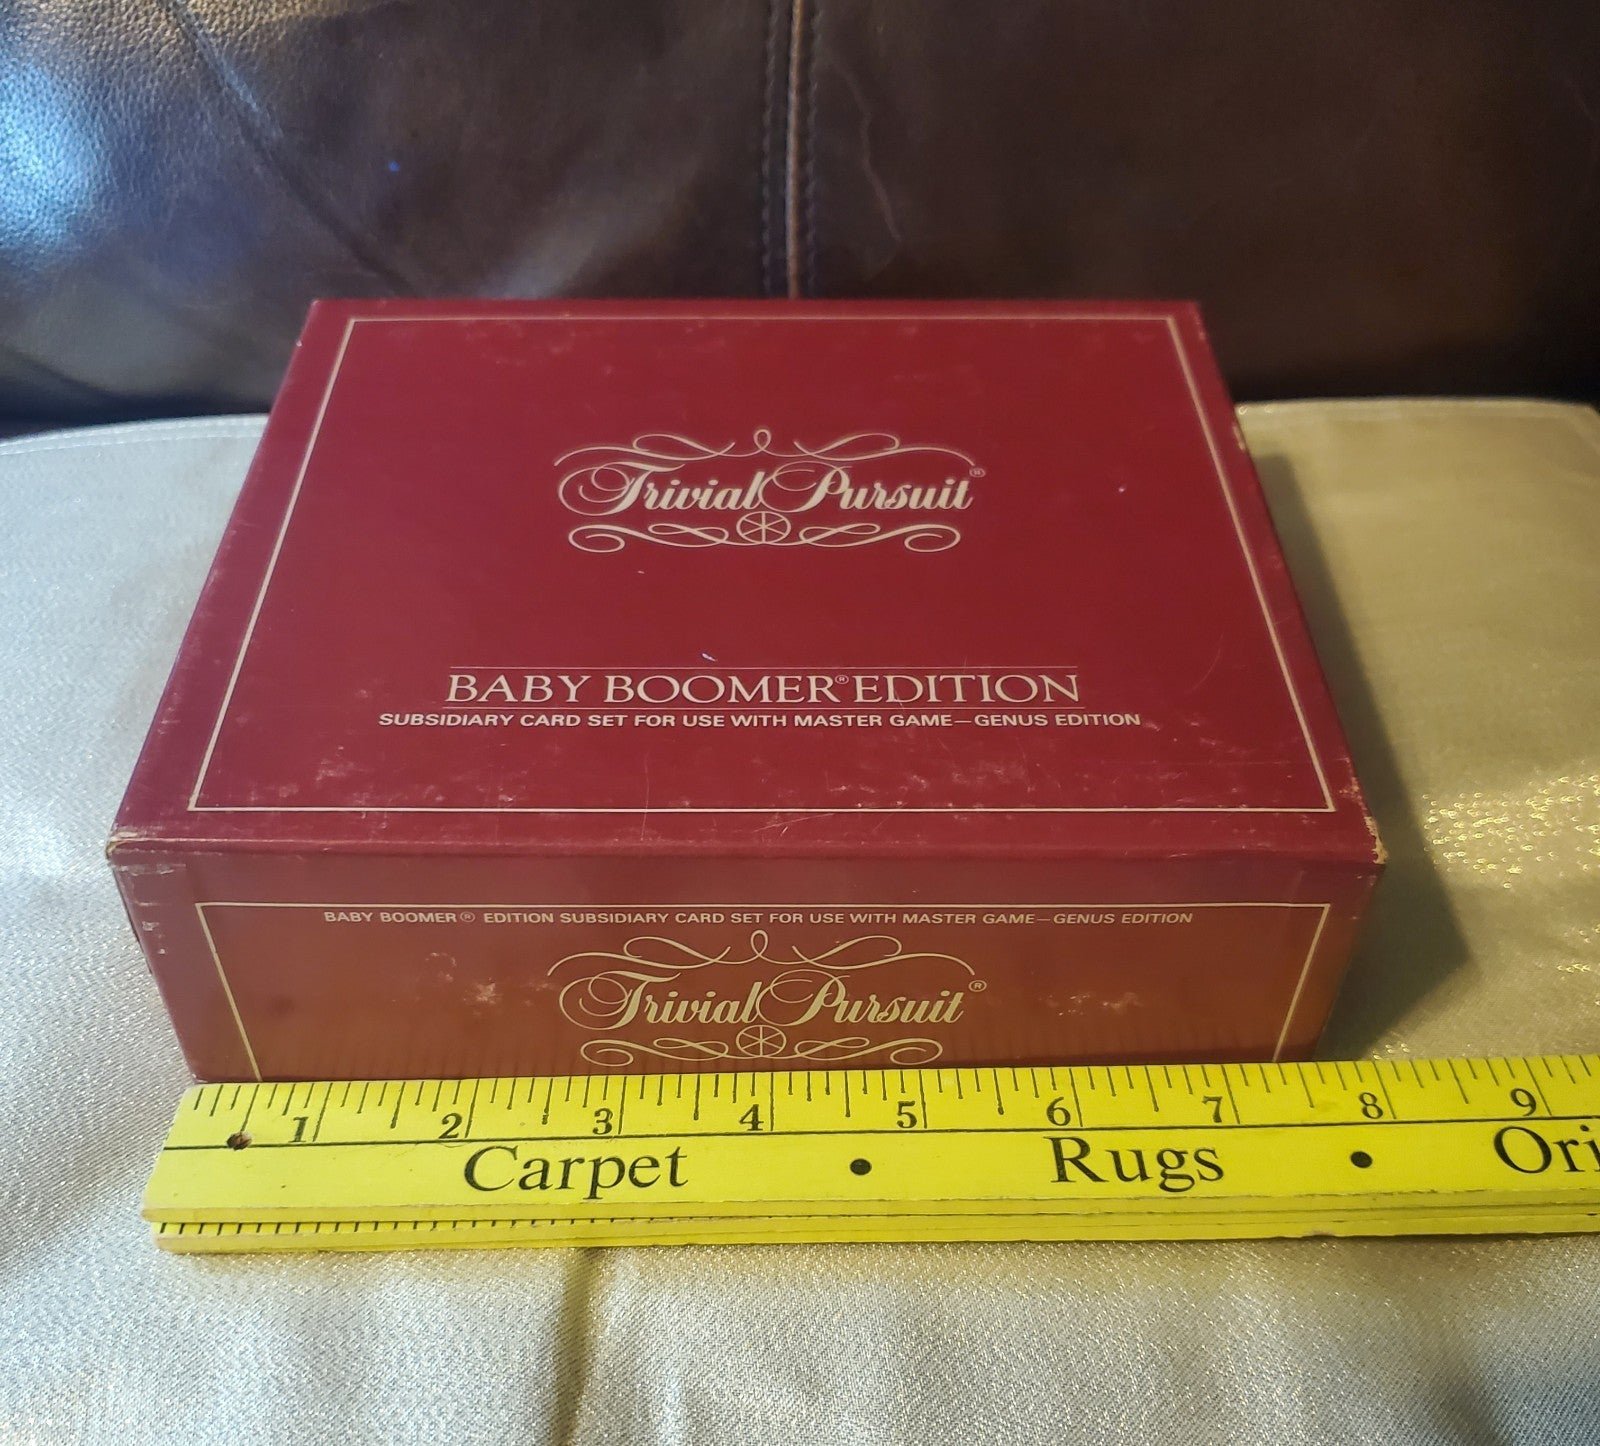 Trivial Pursuit®
BABY BOOMER® EDITION
SUBSIDIARY CARD SET FOR USE WITH MASTER GAME—GENUS EDITION
BABY BOOMER® EDITION SUBSIDIARY CARD SET FOR USE WITH MASTER GAME—GENUS EDITION
Trivial Pursuit®
1 2 3 4 5 6 7 8 9
Carpet • Rugs • Ori